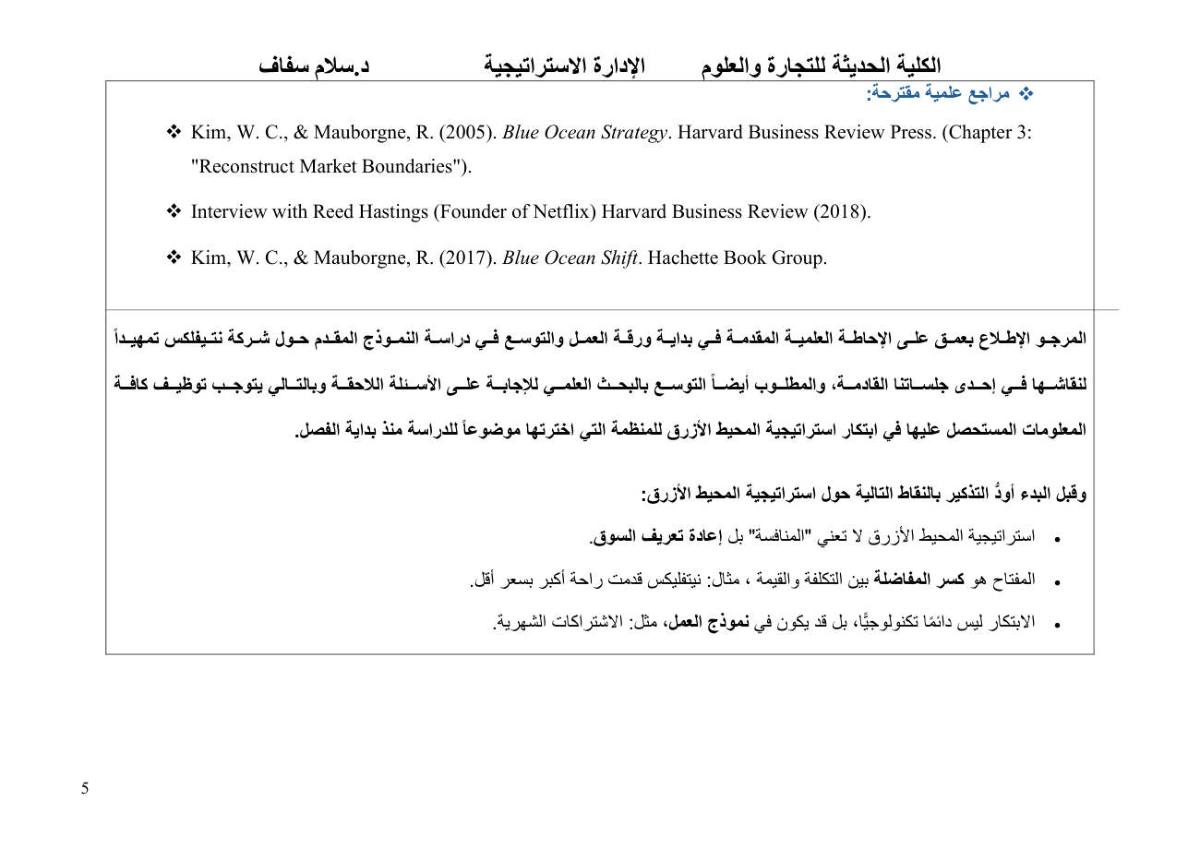 الكلية الحديثة للتجارة والعلوم الإدارة الاستراتيجية د.سلام سفاف
❖ مراجع علمية مقترحة:
❖ Kim, W. C., & Mauborgne, R. (2005). Blue Ocean Strategy. Harvard Business Review Press. (Chapter 3:
"Reconstruct Market Boundaries").
❖ Interview with Reed Hastings (Founder of Netflix) Harvard Business Review (2018).
❖ Kim, W. C., & Mauborgne, R. (2017). Blue Ocean Shift. Hachette Book Group.
المرجو الإطلاع بعمق على الإحاطة العلمية المقدمة في بداية ورقة العمل والتوسع في دراسة النموذج المقدم حول شركة نتيفلكس تمهيداً
لنقاشها في إحدى جلساتنا القادمة، والمطلوب أيضاً التوسع بالبحث العلمي للإجابة على الأسئلة اللاحقة وبالتالي يتوجب توظيف كافة
المعلومات المستحصل عليها في ابتكار استراتيجية المحيط الأزرق للمنظمة التي اخترتها موضوعاً للدراسة منذ بداية الفصل.
وقبل البدء أودُّ التذكير بالنقاط التالية حول استراتيجية المحيط الأزرق:
• استراتيجية المحيط الأزرق لا تعني "المنافسة" بل إعادة تعريف السوق.
• المفتاح هو كسر المفاضلة بين التكلفة والقيمة ، مثال: نيتفليكس قدمت راحة أكبر بسعر أقل.
• الابتكار ليس دائمًا تكنولوجيًّا، بل قد يكون في نموذج العمل، مثل: الاشتراكات الشهرية.
5